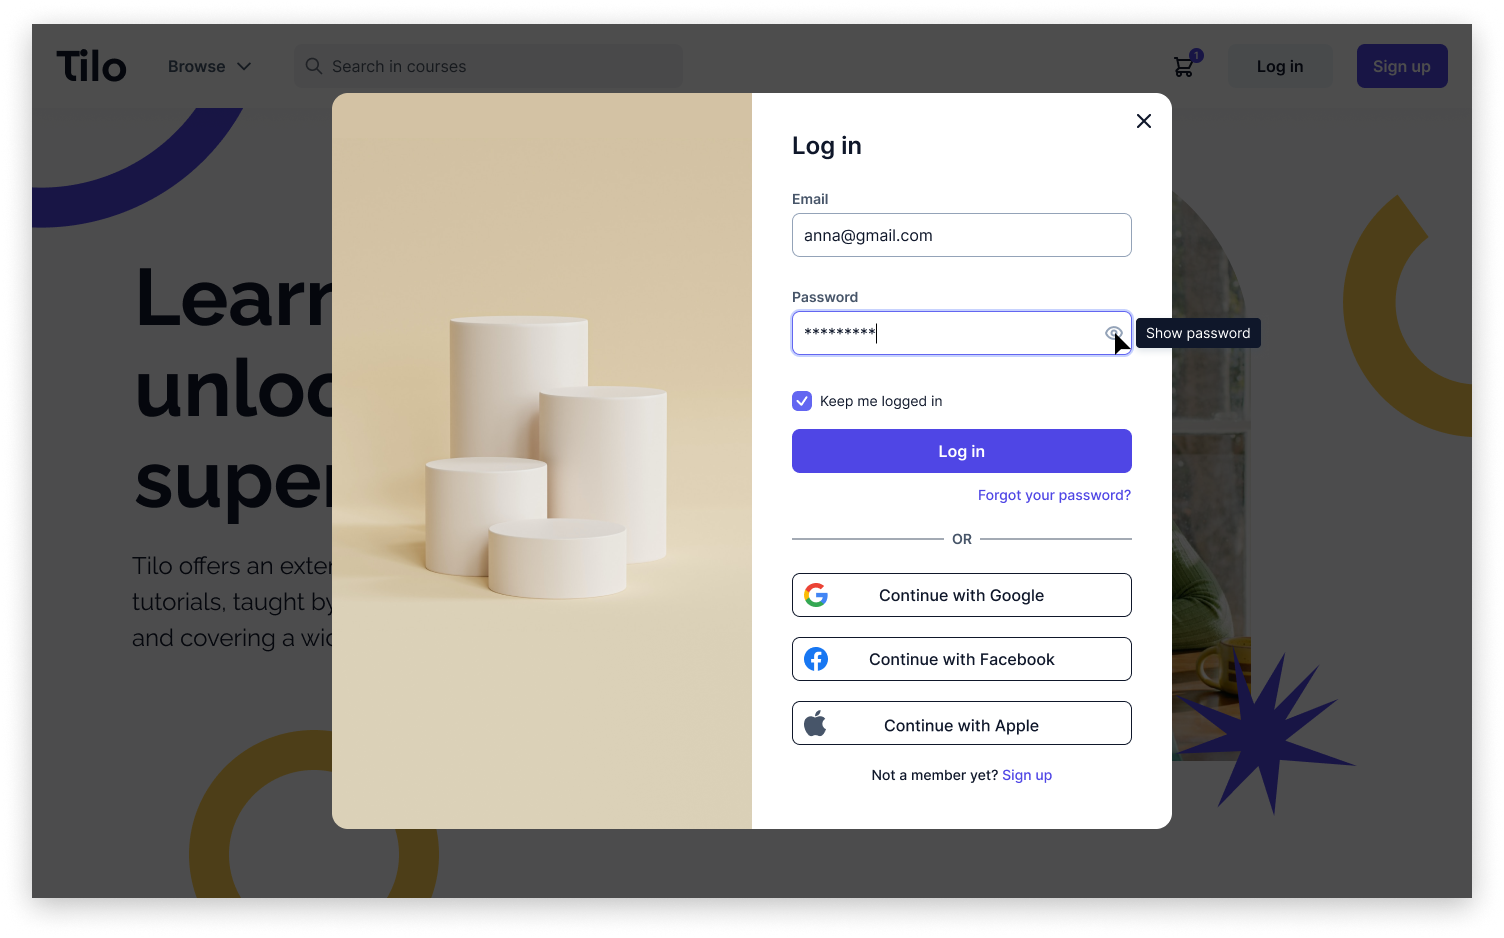 Tilo
Browse
Search in courses
1
Log in
Sign up
Learn
unloc
super
Tilo offers an exter
tutorials, taught by
and covering a wid
Log in
Email
anna@gmail.com
Password
*********
Show password
Keep me logged in
Log in
Forgot your password?
OR
Continue with Google
Continue with Facebook
Continue with Apple
Not a member yet? Sign up